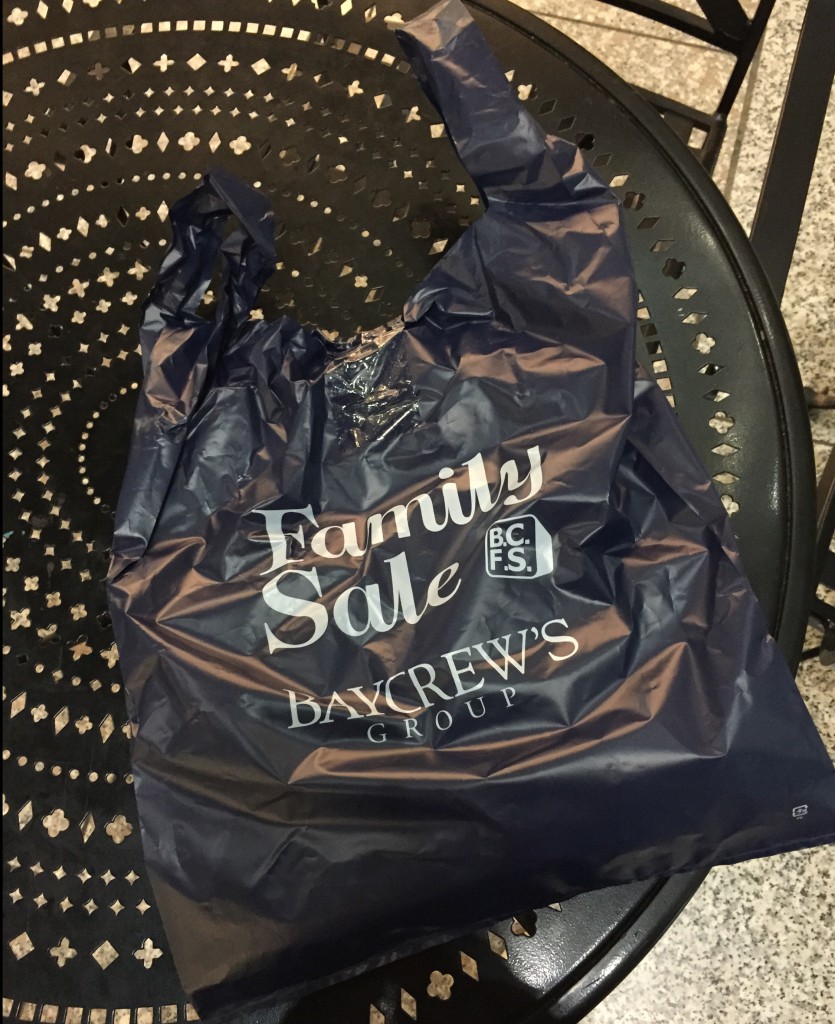 Family
Sale
B.C.
F.S.
BAYCREW'S
GROUP